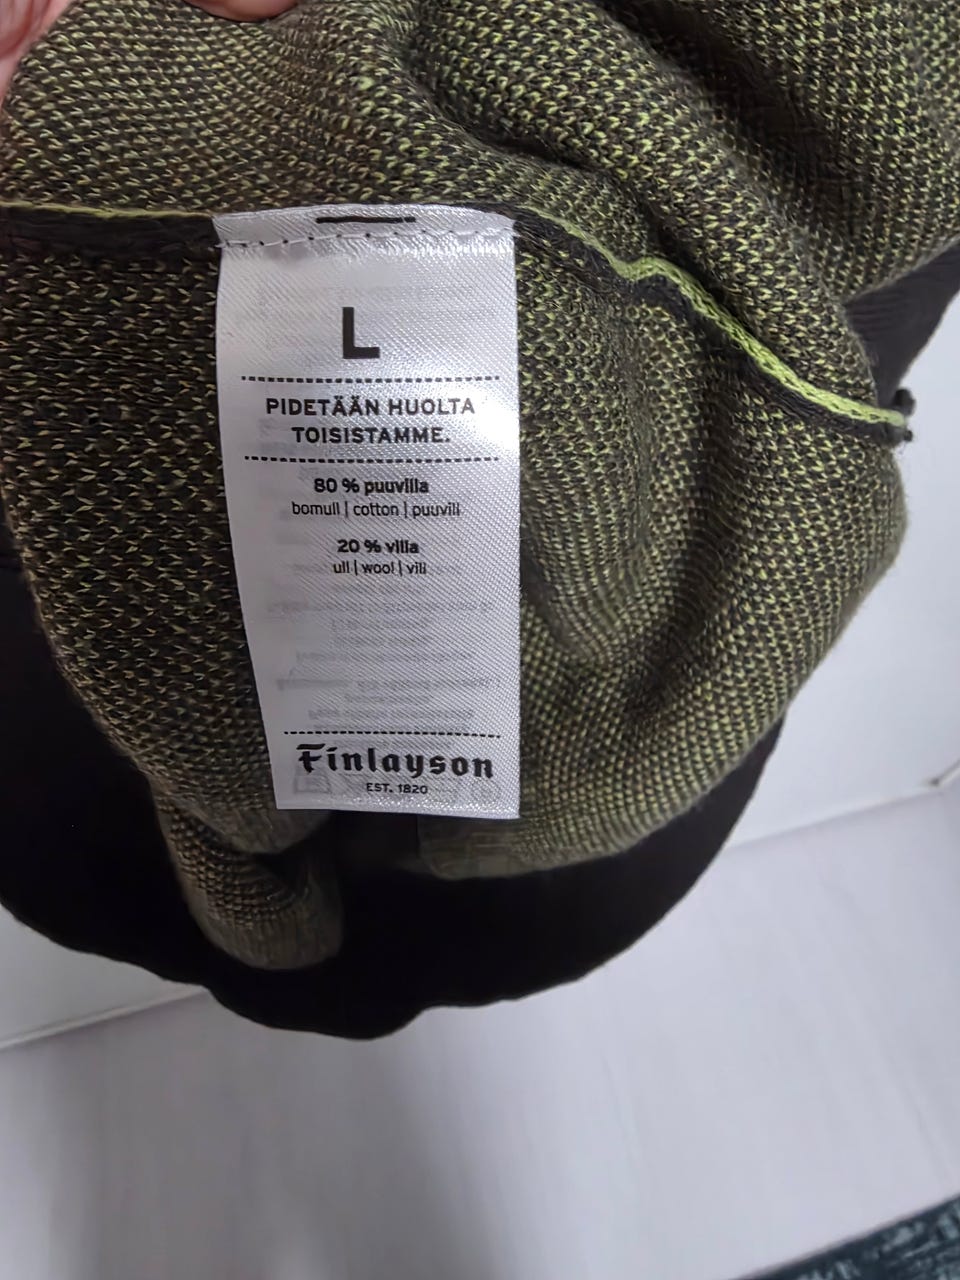 L
PIDETÄÄN HUOLTA
TOISISTAMME.
80 % puuvilla
bomull | cotton | puuvill
20 % villa
ull | wool | vill
Finlayson
EST. 1820